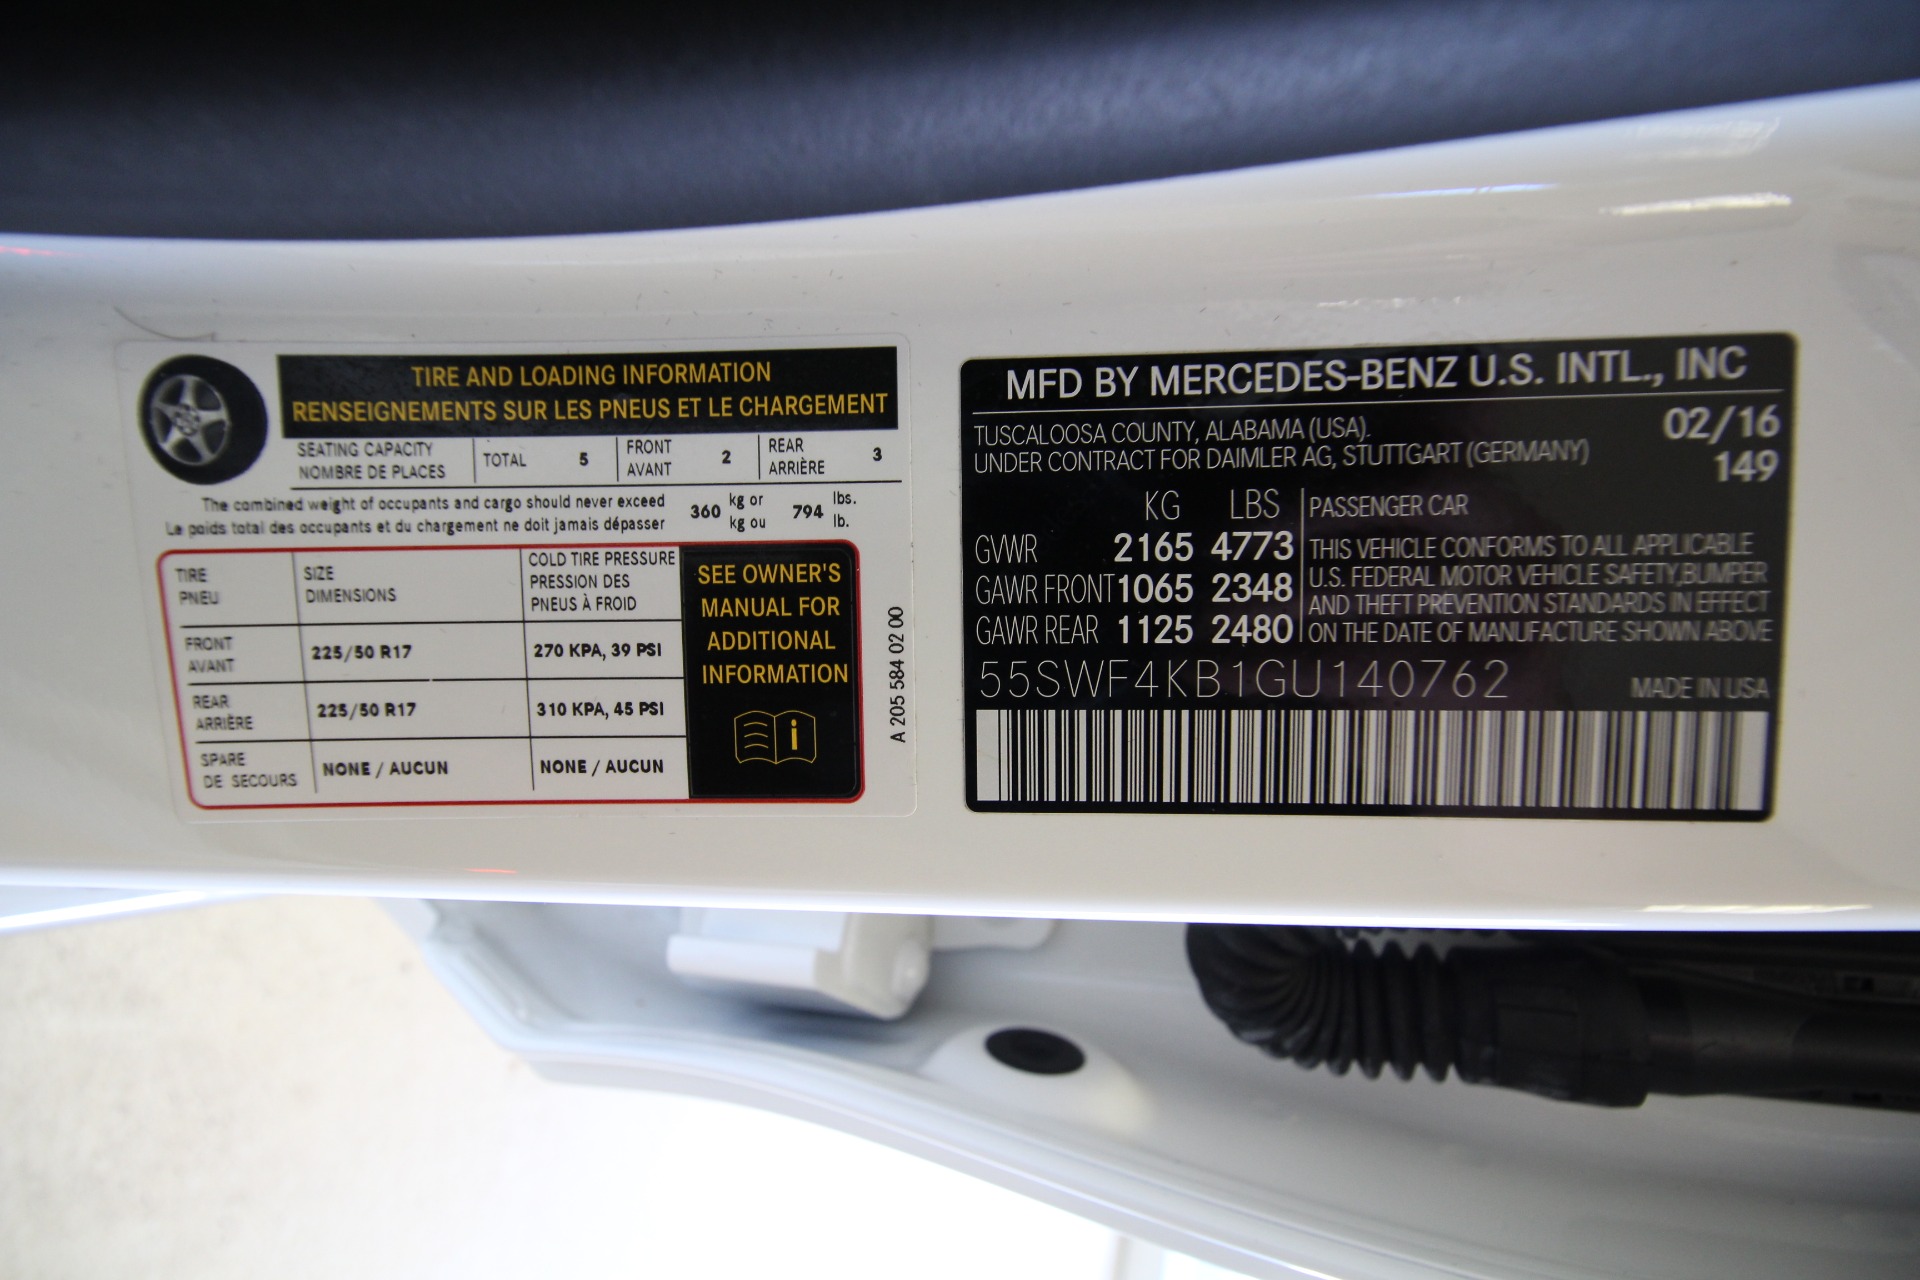 TIRE AND LOADING INFORMATION
RENSEIGNEMENTS SUR LES PNEUS ET LE CHARGEMENT
SEATING CAPACITY
NOMBRE DE PLACES
TOTAL 5
FRONT
AVANT
2
REAR
ARRIÈRE
3
The combined weight of occupants and cargo should never exceed
Le poids total des occupants et du chargement ne doit jamais dépasser
360
kg or
kg ou
794
lbs.
lb.
TIRE
PNEU
SIZE
DIMENSIONS
COLD TIRE PRESSURE
PRESSION DES
PNEUS À FROID
FRONT
AVANT
225/50 R17
270 KPA, 39 PSI
REAR
ARRIÈRE
225/50 R17
310 KPA, 45 PSI
SPARE
DE SECOURS
NONE / AUCUN
NONE / AUCUN
SEE OWNER'S
MANUAL FOR
ADDITIONAL
INFORMATION
i
A 205 584 02 00
MFD BY MERCEDES-BENZ U.S. INTL., INC
TUSCALOOSA COUNTY, ALABAMA (USA).
UNDER CONTRACT FOR DAIMLER AG, STUTTGART (GERMANY)
02/16
149
KG LBS
GVWR 2165 4773
GAWR FRONT 1065 2348
GAWR REAR 1125 2480
PASSENGER CAR
THIS VEHICLE CONFORMS TO ALL APPLICABLE
U.S. FEDERAL MOTOR VEHICLE SAFETY,BUMPER
AND THEFT PREVENTION STANDARDS IN EFFECT
ON THE DATE OF MANUFACTURE SHOWN ABOVE
55SWF4KB1GU140762
MADE IN USA